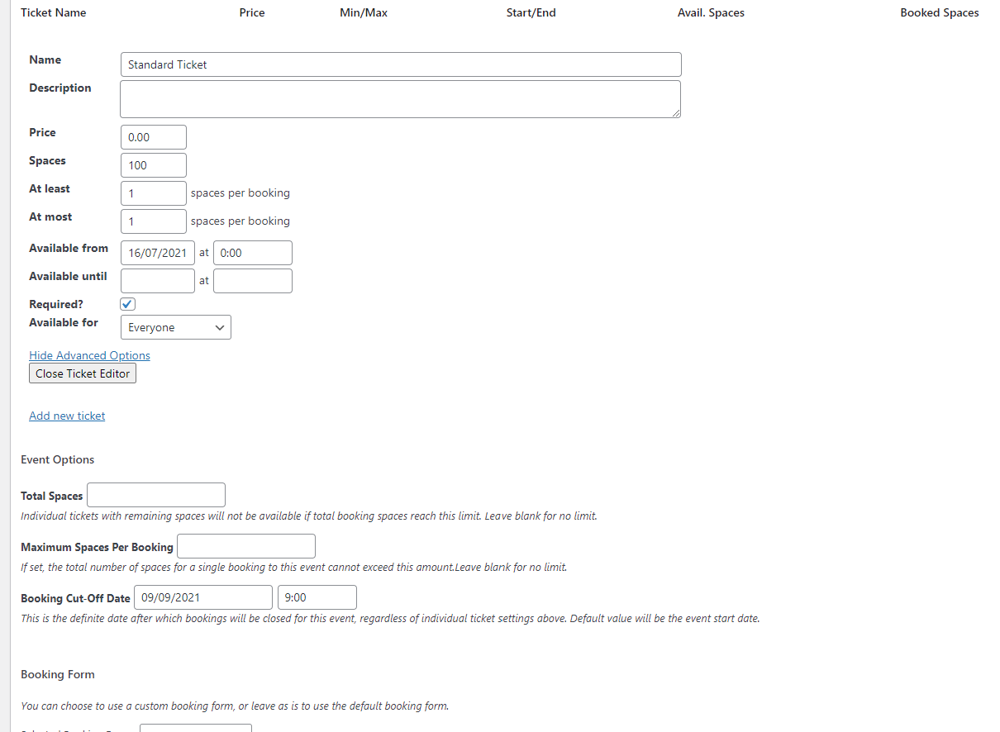 Ticket Name Price Min/Max Start/End Avail. Spaces Booked Spaces
Name Standard Ticket
Description
Price 0.00
Spaces 100
At least 1 spaces per booking
At most 1 spaces per booking
Available from 16/07/2021 at 0:00
Available until at
Required?
Available for Everyone
Hide Advanced Options
Close Ticket Editor
Add new ticket
Event Options
Total Spaces
Individual tickets with remaining spaces will not be available if total booking spaces reach this limit. Leave blank for no limit.
Maximum Spaces Per Booking
If set, the total number of spaces for a single booking to this event cannot exceed this amount.Leave blank for no limit.
Booking Cut-Off Date 09/09/2021 9:00
This is the definite date after which bookings will be closed for this event, regardless of individual ticket settings above. Default value will be the event start date.
Booking Form
You can choose to use a custom booking form, or leave as is to use the default booking form.